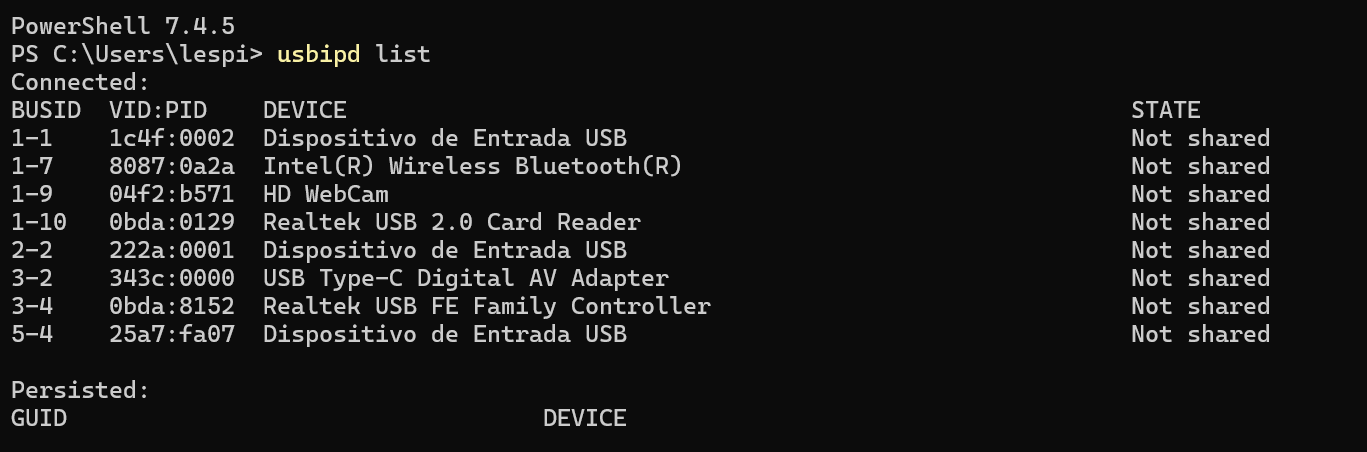 PowerShell 7.4.5
PS C:\Users\lespi> usbipd list
Connected:
BUSID  VID:PID    DEVICE                                                        STATE
1-1    1c4f:0002  Dispositivo de Entrada USB                                    Not shared
1-7    8087:0a2a  Intel(R) Wireless Bluetooth(R)                                Not shared
1-9    04f2:b571  HD WebCam                                                     Not shared
1-10   0bda:0129  Realtek USB 2.0 Card Reader                                   Not shared
2-2    222a:0001  Dispositivo de Entrada USB                                    Not shared
3-2    343c:0000  USB Type-C Digital AV Adapter                                 Not shared
3-4    0bda:8152  Realtek USB FE Family Controller                              Not shared
5-4    25a7:fa07  Dispositivo de Entrada USB                                    Not shared

Persisted:
GUID                                  DEVICE